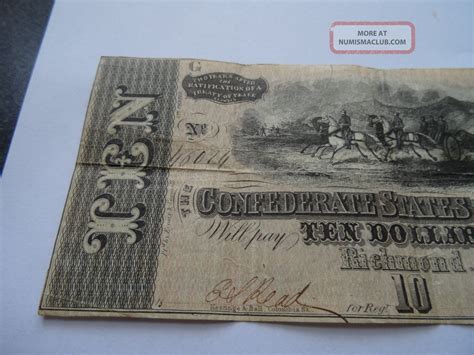 MORE AT
NUMISMACLUB.COM
G
TWO YEARS AFTER
the
RATIFICATION OF A
TREATY OF PEACE
TEN
No
THE
CONFEDERATE STATES
Will pay TEN DOLLAR
Richmond
10
for Regr.
Keatinge & Ball, Columbia, S.C.